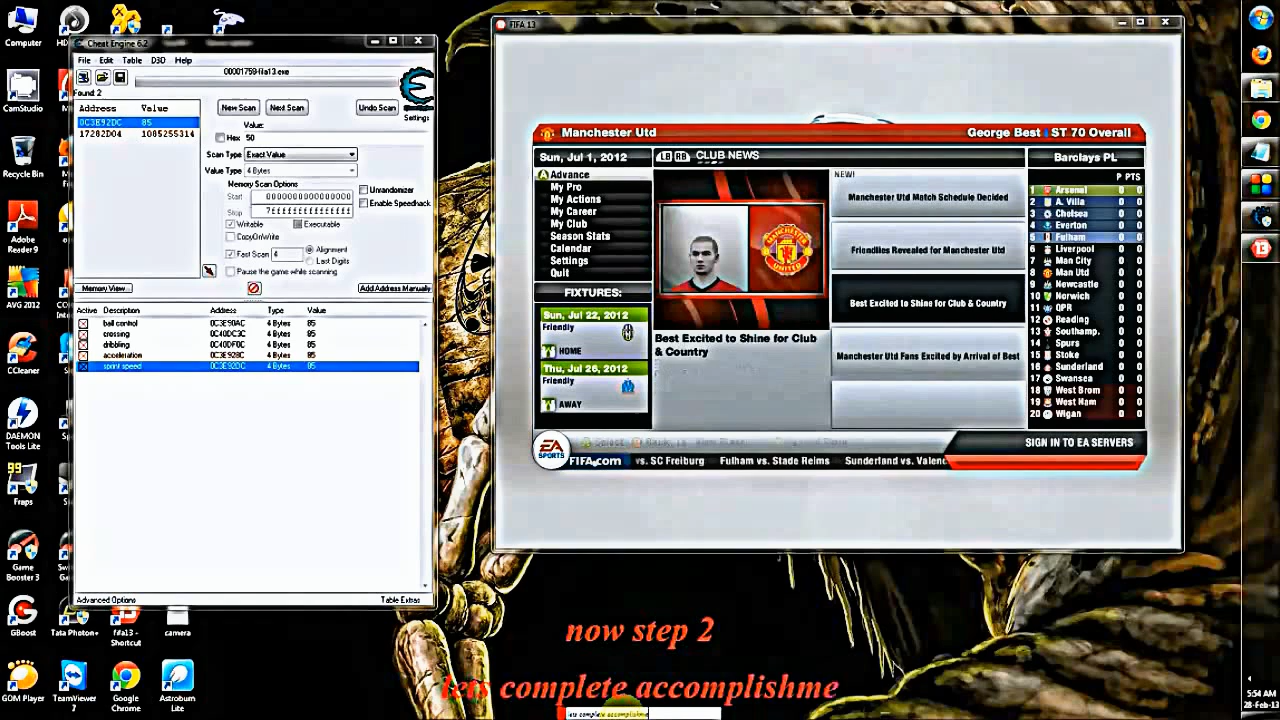 Computer
CamStudio
Recycle Bin
Adobe
Reader 9
AVG 2012
CCleaner
DAEMON
Tools Lite
Fraps
Game
Booster 3
GBoost
Tata Photon+
fifa13 -
Shortcut
camera
GOM Player
TeamViewer
7
Google
Chrome
Astroburn
Lite
Cheat Engine 6.2
File Edit Table D3D Help
00001759-fifa13.exe
Found: 2
Address Value
0C3E92DC 85
17282D04 1085255314
New Scan Next Scan Undo Scan
Settings
Value:
Hex 50
Scan Type Exact Value
Value Type 4 Bytes
Memory Scan Options
Unrandomizer
Enable Speedhack
Start 0000000000000000
Stop 7fffffffffffffff
Writable Executable
CopyOnWrite
Fast Scan 4 Alignment
Last Digits
Pause the game while scanning
Memory View Add Address Manually
Active Description Address Type Value
ball control 0C3E90AC 4 Bytes 85
crossing 0C40DC3C 4 Bytes 85
dribbling 0C40DF0C 4 Bytes 85
acceleration 0C3E928C 4 Bytes 85
sprint speed 0C3E92DC 4 Bytes 85
Advanced Options Table Extras
FIFA 13
Manchester Utd George Best ST 70 Overall
Sun, Jul 1, 2012
LB RB CLUB NEWS
Barclays PL
A Advance
My Pro
My Actions
My Career
My Club
Season Stats
Calendar
Settings
Quit
FIXTURES:
Sun, Jul 22, 2012
Friendly
HOME
Thu, Jul 26, 2012
Friendly
AWAY
MANCHESTER
UNITED
Best Excited to Shine for Club
& Country
NEW!
Manchester Utd Match Schedule Decided
Friendlies Revealed for Manchester Utd
Best Excited to Shine for Club & Country
Manchester Utd Fans Excited by Arrival of Best
P PTS
1 Arsenal 0 0
2 A. Villa 0 0
3 Chelsea 0 0
4 Everton 0 0
5 Fulham 0 0
6 Liverpool 0 0
7 Man City 0 0
8 Man Utd 0 0
9 Newcastle 0 0
10 Norwich 0 0
11 QPR 0 0
12 Reading 0 0
13 Southamp. 0 0
14 Spurs 0 0
15 Stoke 0 0
16 Sunderland 0 0
17 Swansea 0 0
18 West Brom 0 0
19 West Ham 0 0
20 Wigan 0 0
SIGN IN TO EA SERVERS
EA
SPORTS
FIFA.com vs. SC Freiburg Fulham vs. Stade Reims Sunderland vs. Valenc
now step 2
lets complete accomplishme
lets complete accomplishme
5:54 AM
28-Feb-13